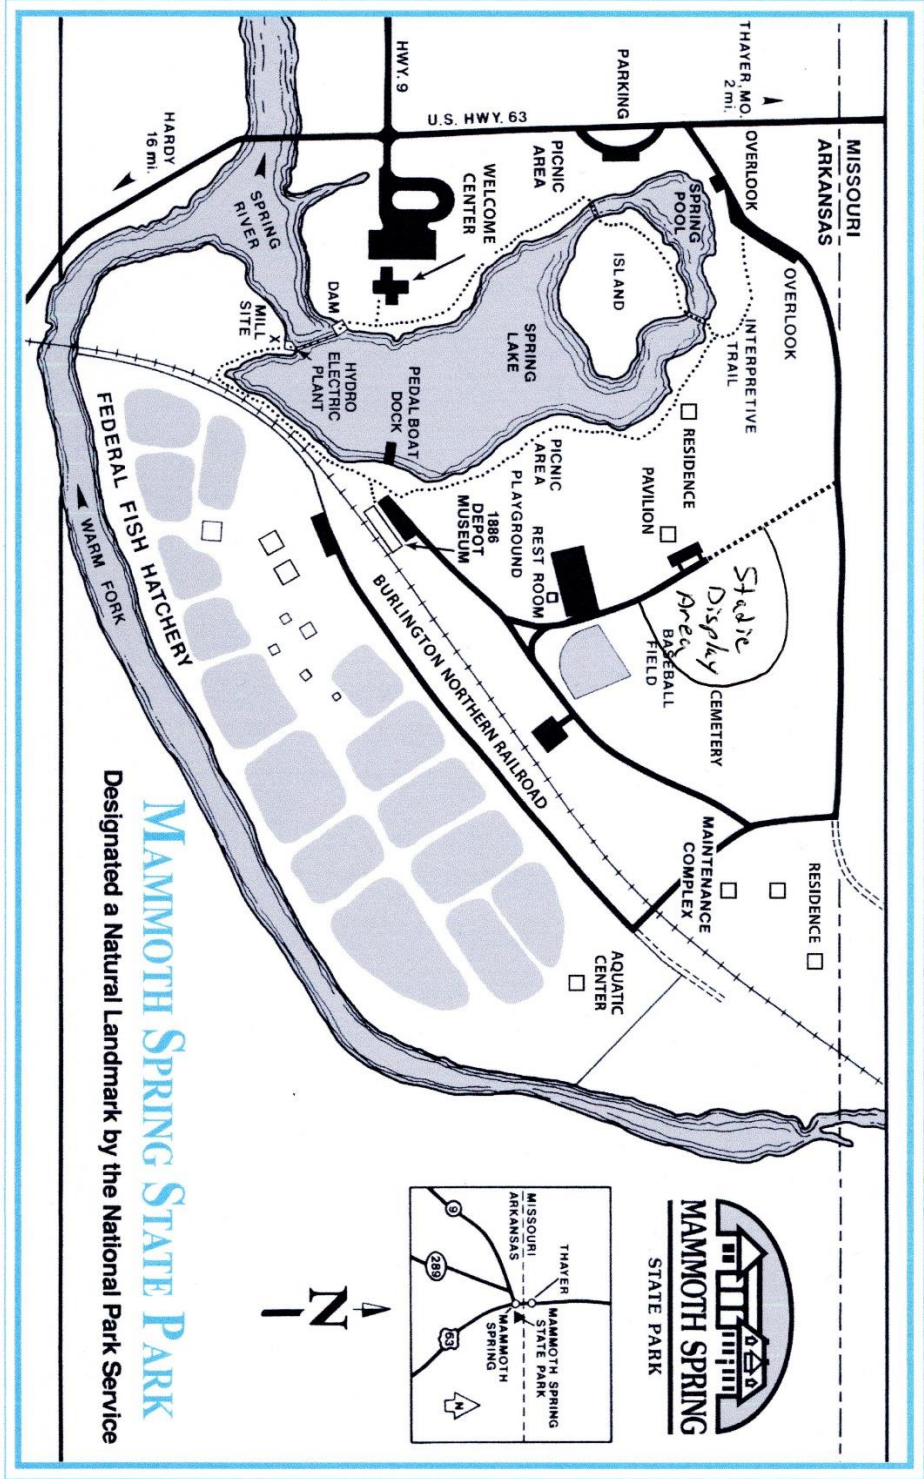 MISSOURI
ARKANSAS
THAYER, MO.
2 mi.
OVERLOOK
OVERLOOK
PARKING
U.S. HWY. 63
HWY. 9
HARDY
16 mi.
PICNIC
AREA
SPRING
POOL
ISLAND
INTERPRETIVE
TRAIL
WELCOME
CENTER
SPRING
RIVER
DAM
MILL
SITE
X
HYDRO
ELECTRIC
PLANT
SPRING
LAKE
PEDAL BOAT
DOCK
RESIDENCE
PICNIC
AREA
PAVILION
PLAYGROUND
REST ROOM
1886
DEPOT
MUSEUM
Stadie
Display
Area
BASEBALL
FIELD
CEMETERY
BURLINGTON NORTHERN RAILROAD
FEDERAL FISH HATCHERY
WARM FORK
MAINTENANCE
COMPLEX
RESIDENCE
AQUATIC
CENTER
MAMMOTH SPRING STATE PARK
Designated a Natural Landmark by the National Park Service
MAMMOTH SPRING
STATE PARK
MISSOURI
ARKANSAS
THAYER
MAMMOTH SPRING
STATE PARK
MAMMOTH
SPRING
9
289
63
N
N